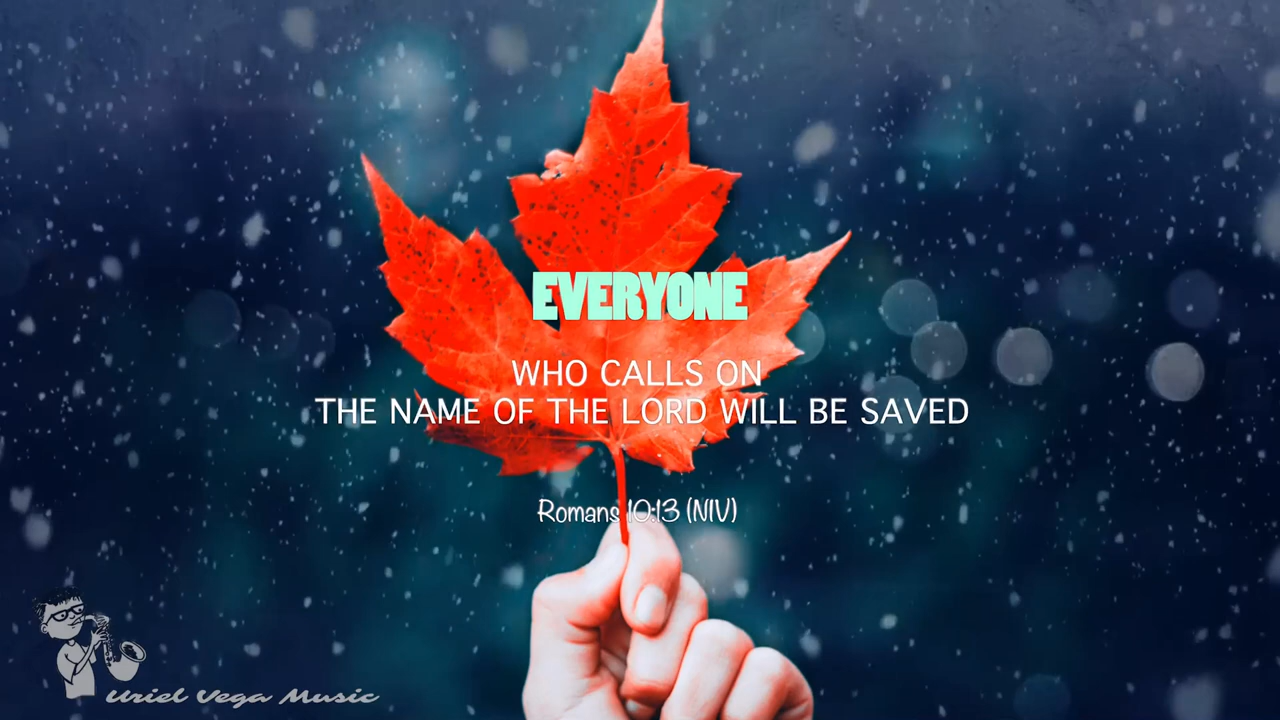 EVERYONE
WHO CALLS ON
THE NAME OF THE LORD WILL BE SAVED
Romans 10:13 (NIV)
Uriel Vega Music